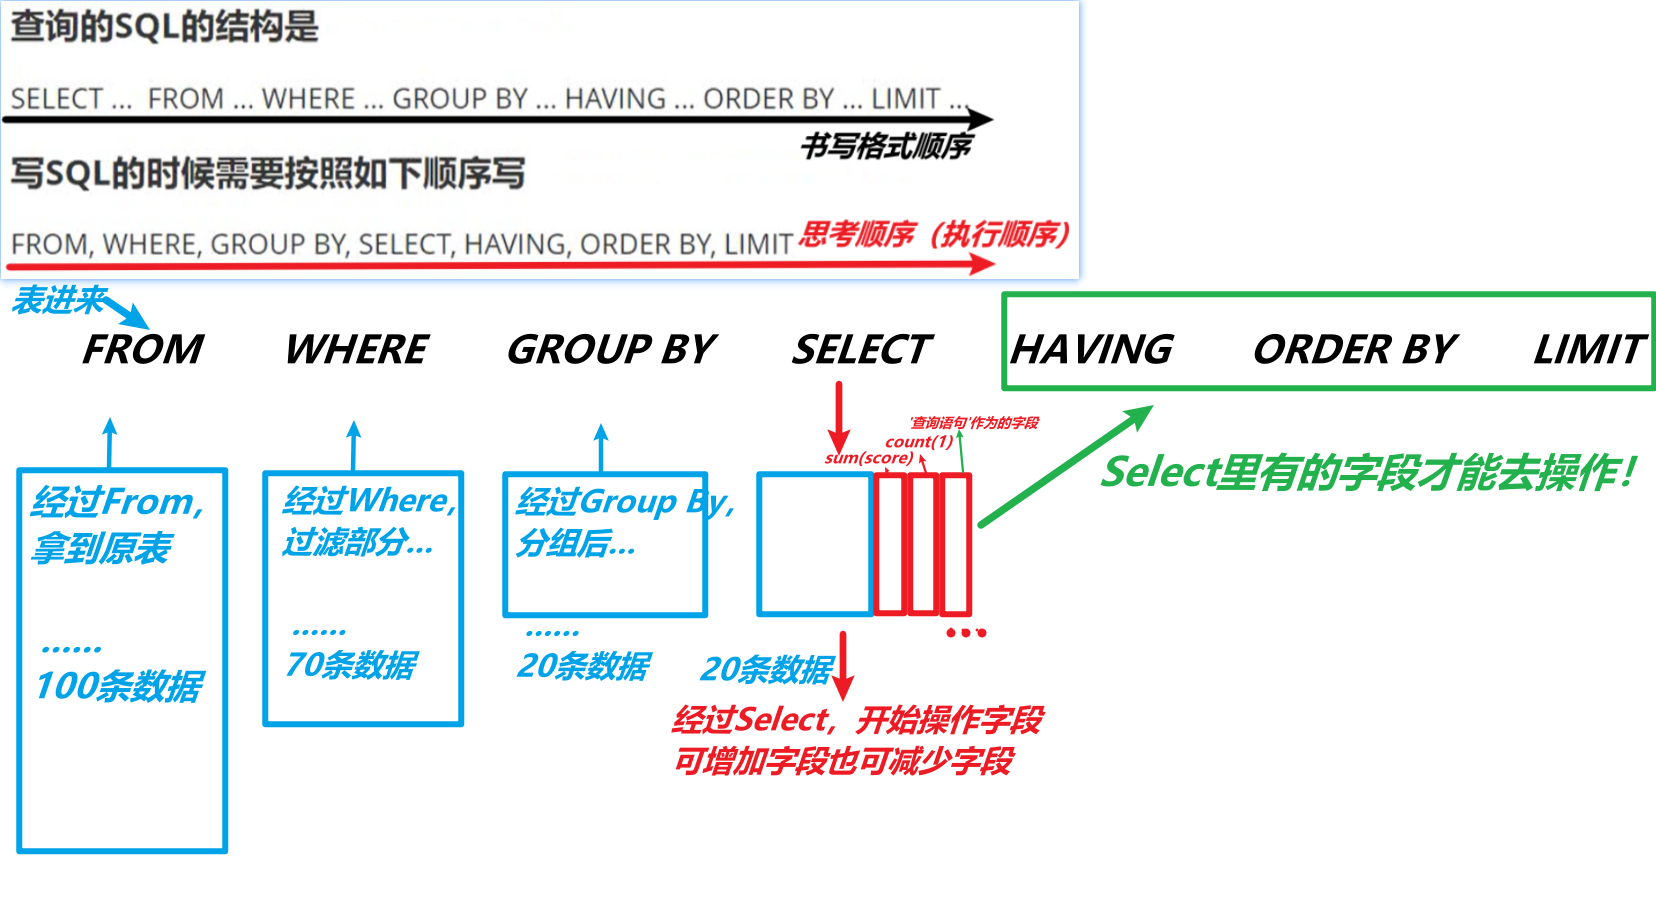 查询的SQL的结构是
SELECT ... FROM ... WHERE ... GROUP BY ... HAVING ... ORDER BY ... LIMIT ...
书写格式顺序
写SQL的时候需要按照如下顺序写
FROM, WHERE, GROUP BY, SELECT, HAVING, ORDER BY, LIMIT
思考顺序（执行顺序）
表进来
FROM WHERE GROUP BY SELECT HAVING ORDER BY LIMIT
经过From，
拿到原表
......
100条数据
经过Where，
过滤部分...
......
70条数据
经过Group By，
分组后...
......
20条数据
'查询语句'作为的字段
count(1)
sum(score)
...
20条数据
经过Select，开始操作字段
可增加字段也可减少字段
Select里有的字段才能去操作！